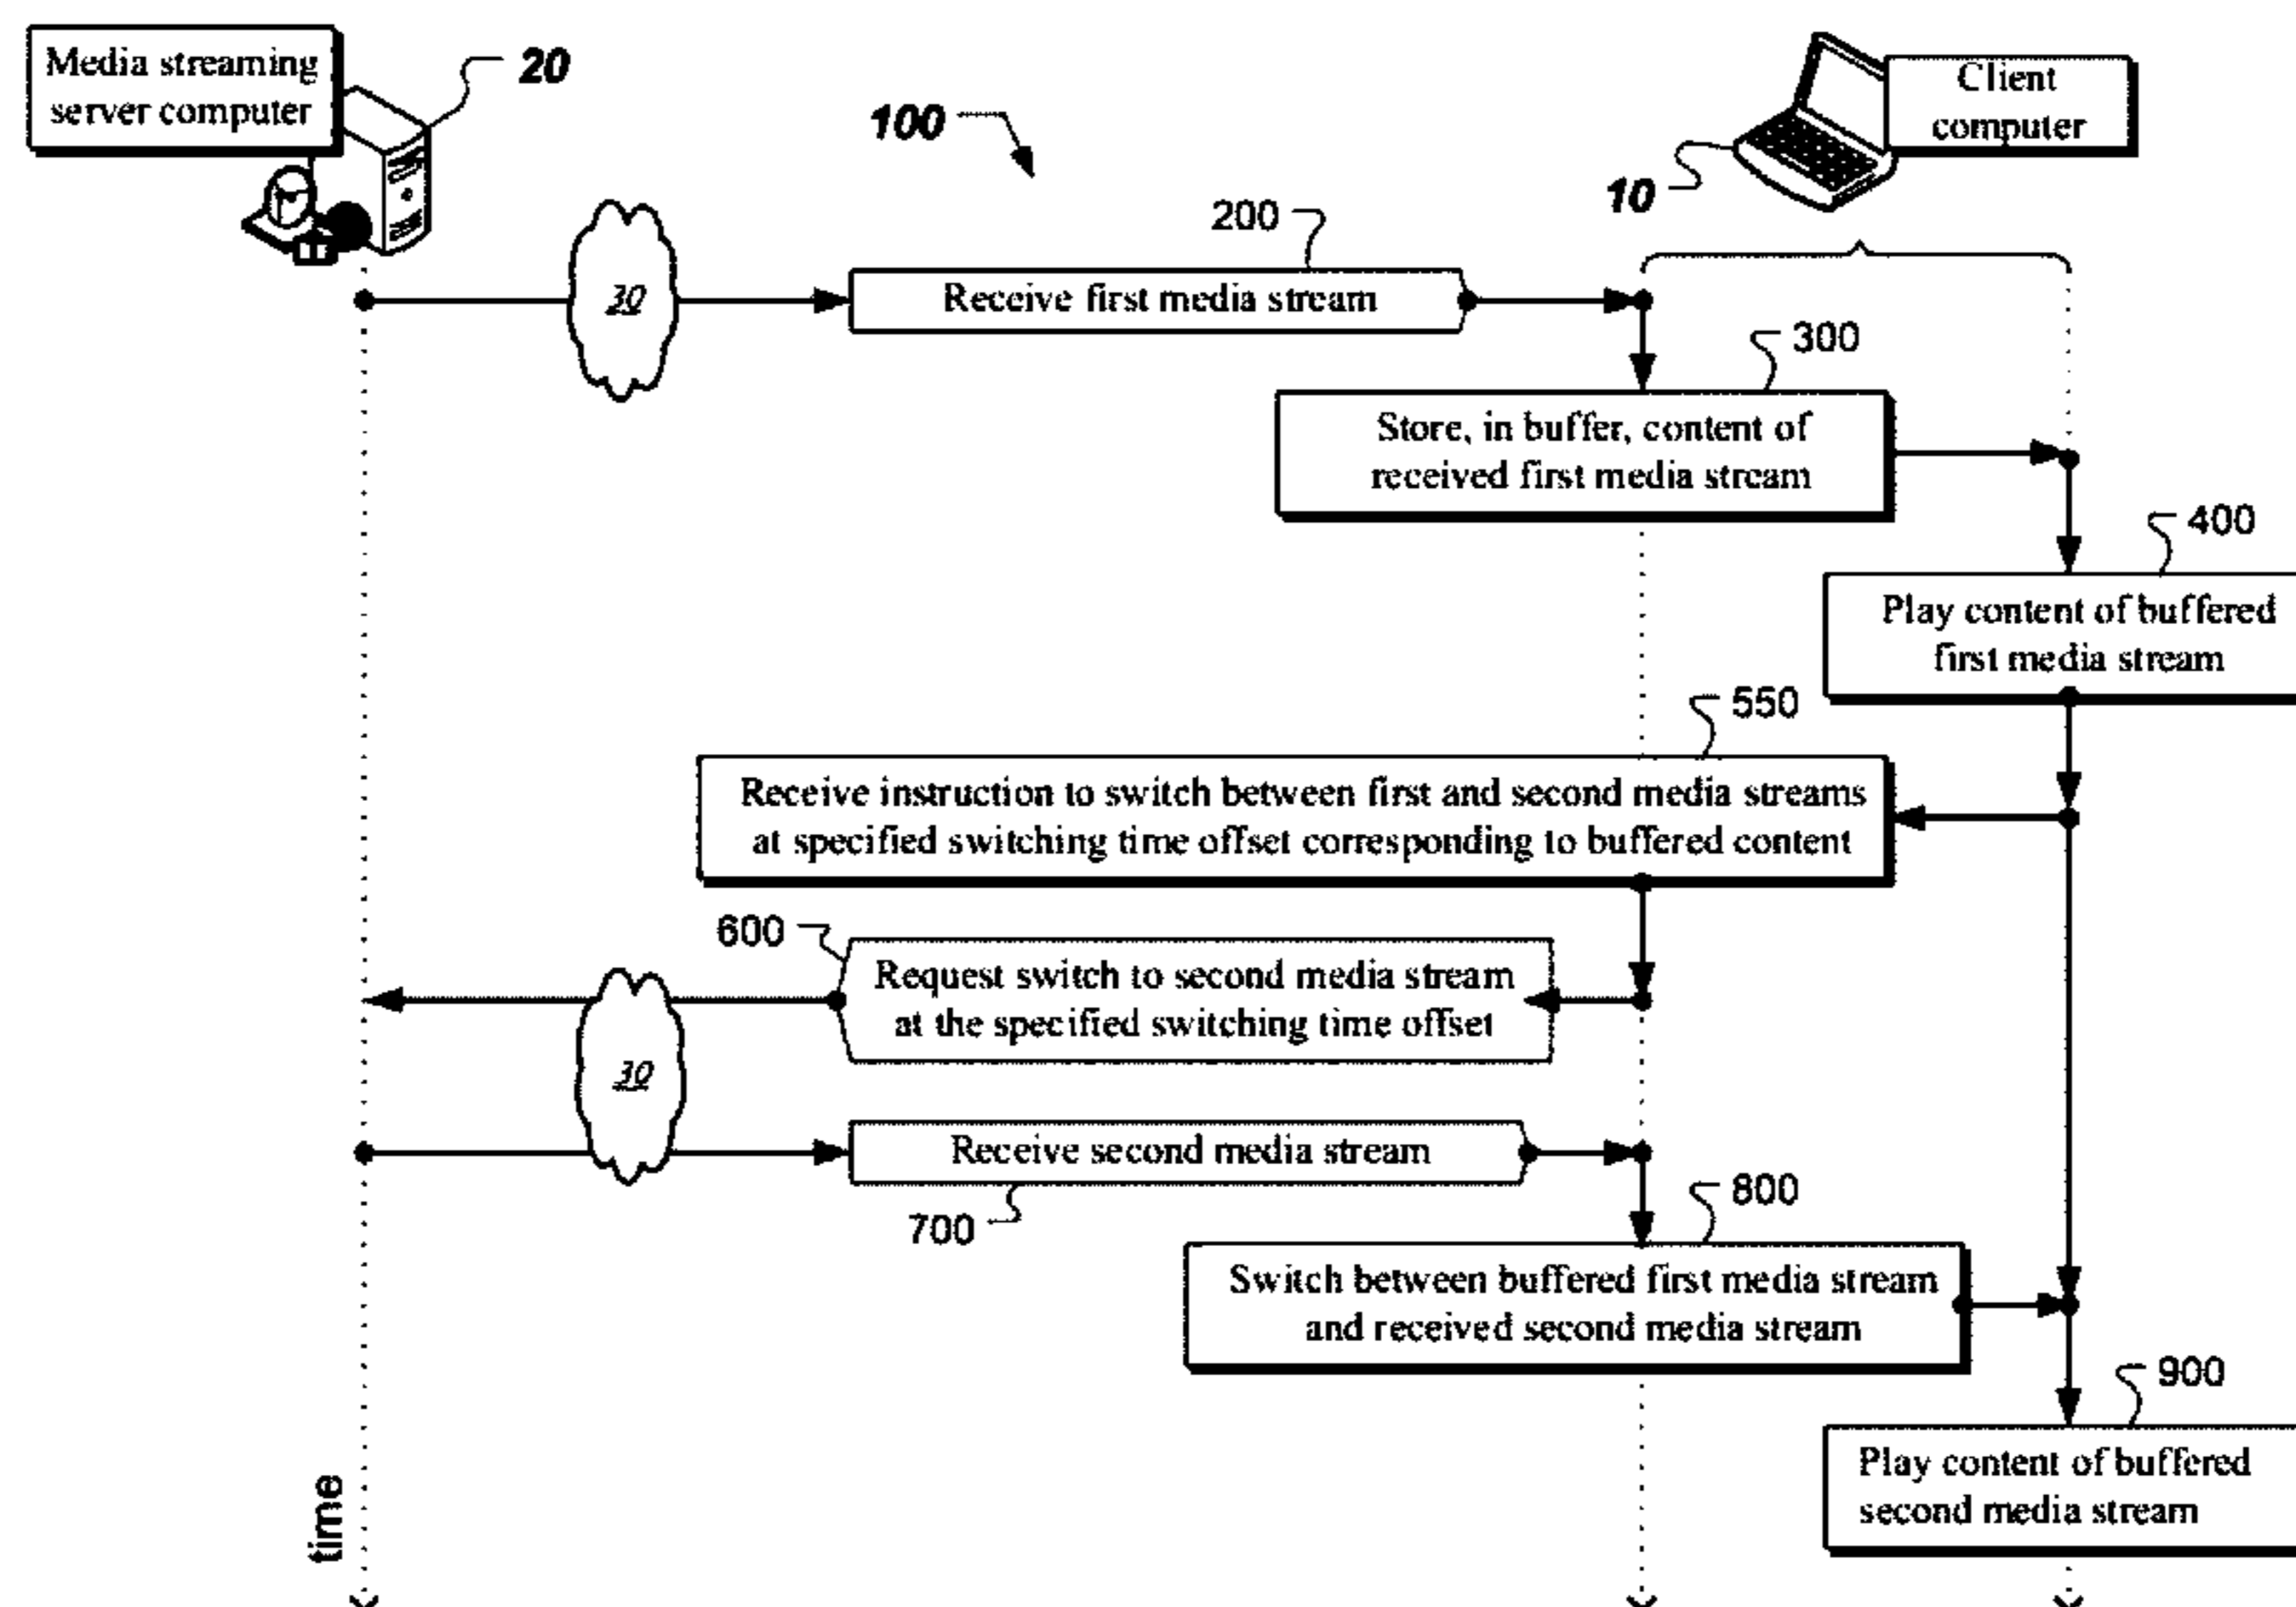 Media streaming
server computer
20
100
Client
computer
10
200
30
Receive first media stream
300
Store, in buffer, content of
received first media stream
400
Play content of buffered
first media stream
550
Receive instruction to switch between first and second media streams
at specified switching time offset corresponding to buffered content
600
Request switch to second media stream
at the specified switching time offset
30
Receive second media stream
700
800
Switch between buffered first media stream
and received second media stream
900
Play content of buffered
second media stream
time